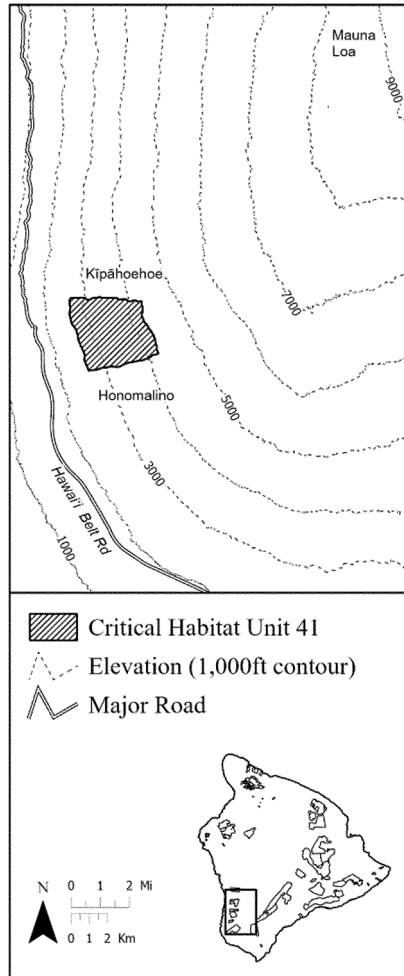 Mauna
Loa
9000
Kīpāhoehoe
7000
Honomalino
5000
3000
Hawai'i Belt Rd
1000
Critical Habitat Unit 41
Elevation (1,000ft contour)
Major Road
N
0 1 2 Mi
0 1 2 Km